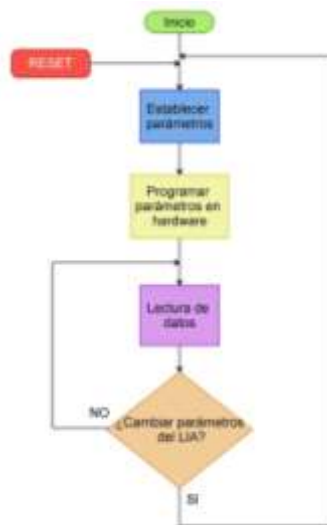 Inicio
RESET
Establecer
parámetros
Programar
parámetros en
hardware
Lectura de
datos
NO
¿Cambiar parámetros
del LIA?
SI